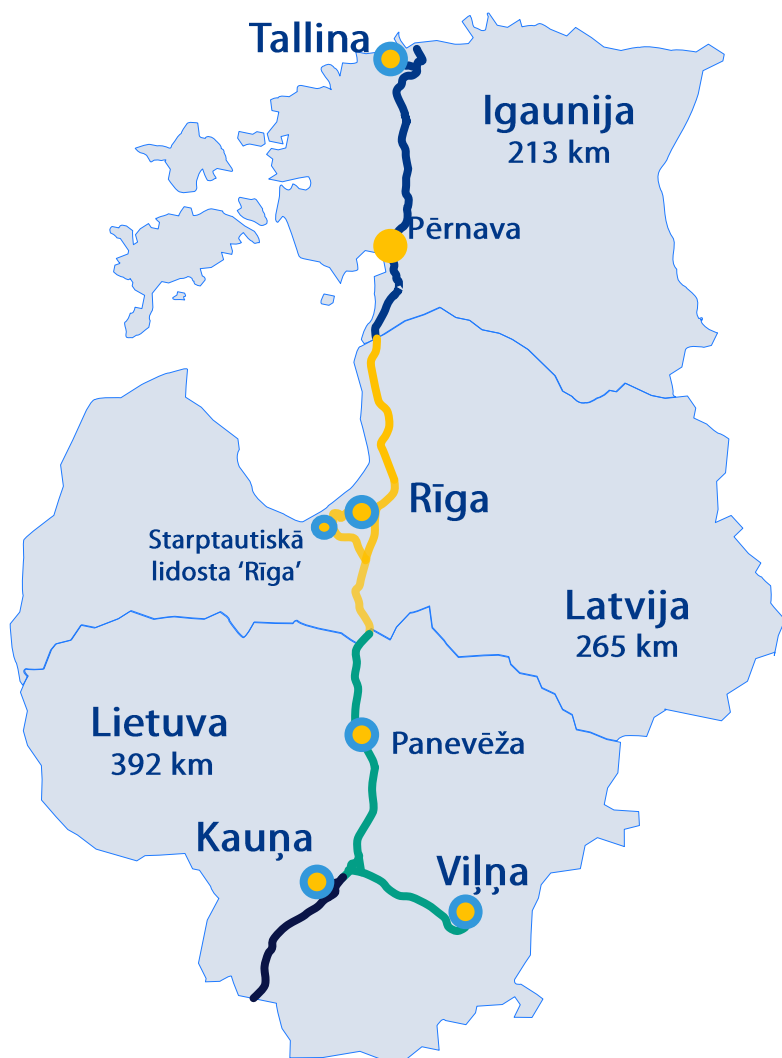 Tallina
Igaunija
213 km
Pērnava
Rīga
Starptautiskā
lidosta ‘Rīga’
Latvija
265 km
Lietuva
392 km
Panevēža
Kauņa
Viļņa